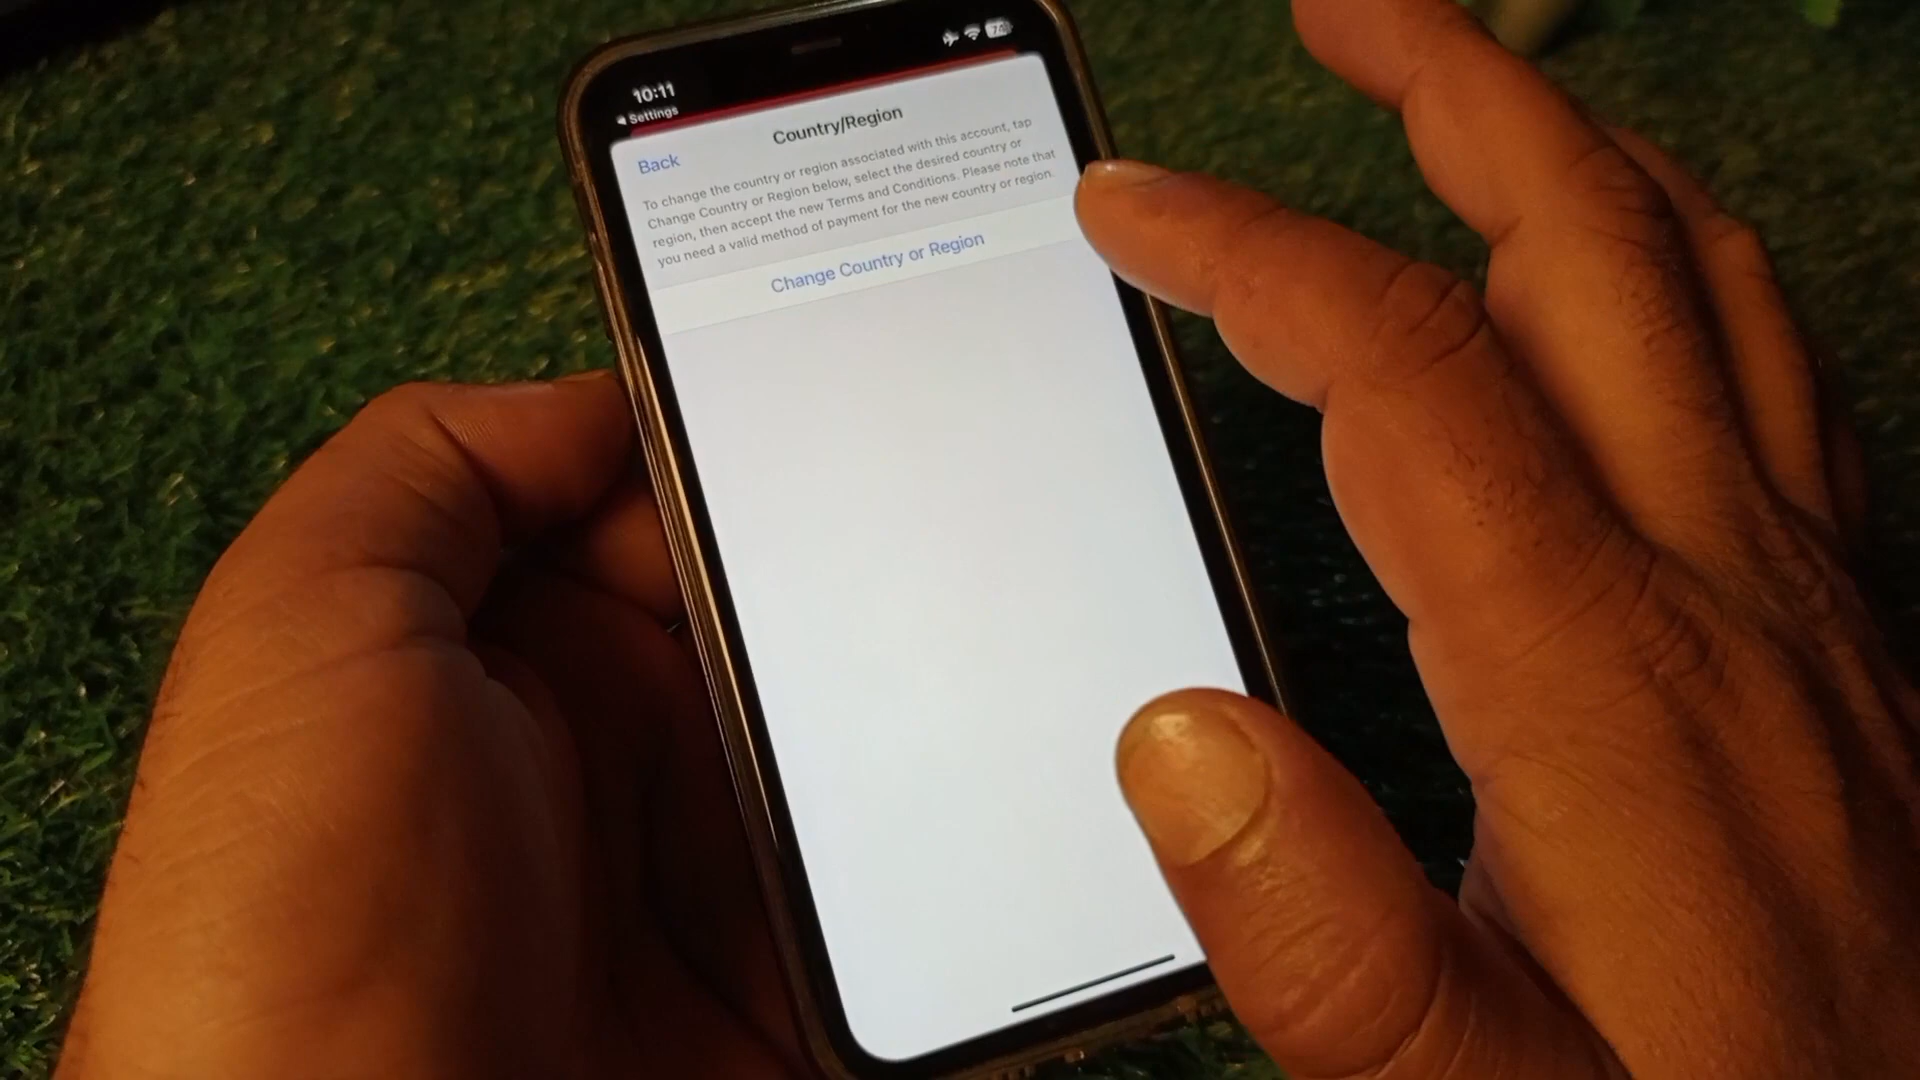 10:11
74
◀ Settings
Country/Region
Back
To change the country or region associated with this account, tap
Change Country or Region below, select the desired country or
region, then accept the new Terms and Conditions. Please note that
you need a valid method of payment for the new country or region.
Change Country or Region